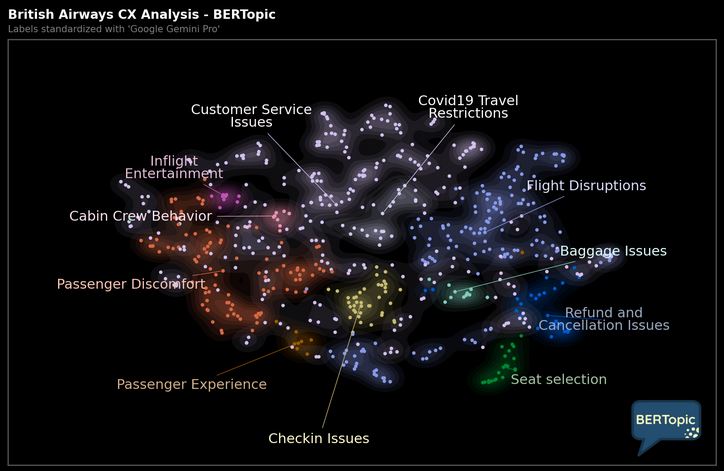 British Airways CX Analysis - BERTopic
Labels standardized with 'Google Gemini Pro'
Customer Service
Issues
Covid19 Travel
Restrictions
Inflight
Entertainment
Flight Disruptions
Cabin Crew Behavior
Baggage Issues
Passenger Discomfort
Refund and
Cancellation Issues
Passenger Experience
Seat selection
Checkin Issues
BERTopic